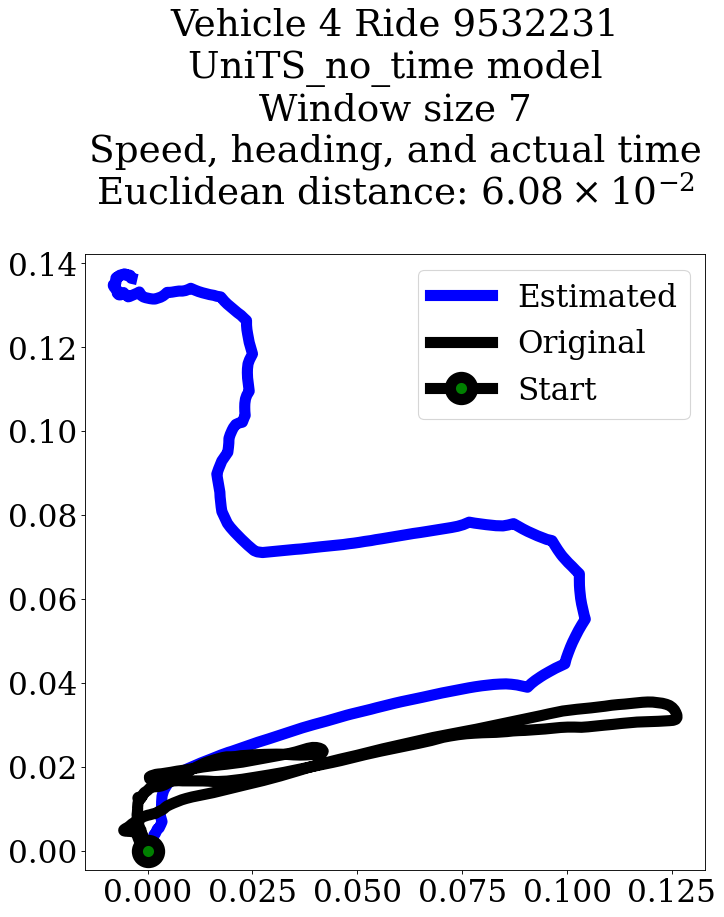 Vehicle 4 Ride 9532231
UniTS_no_time model
Window size 7
Speed, heading, and actual time
Euclidean distance: 6.08 × 10⁻²
0.14
0.12
0.10
0.08
0.06
0.04
0.02
0.00
Estimated
Original
Start
0.000 0.025 0.050 0.075 0.100 0.125